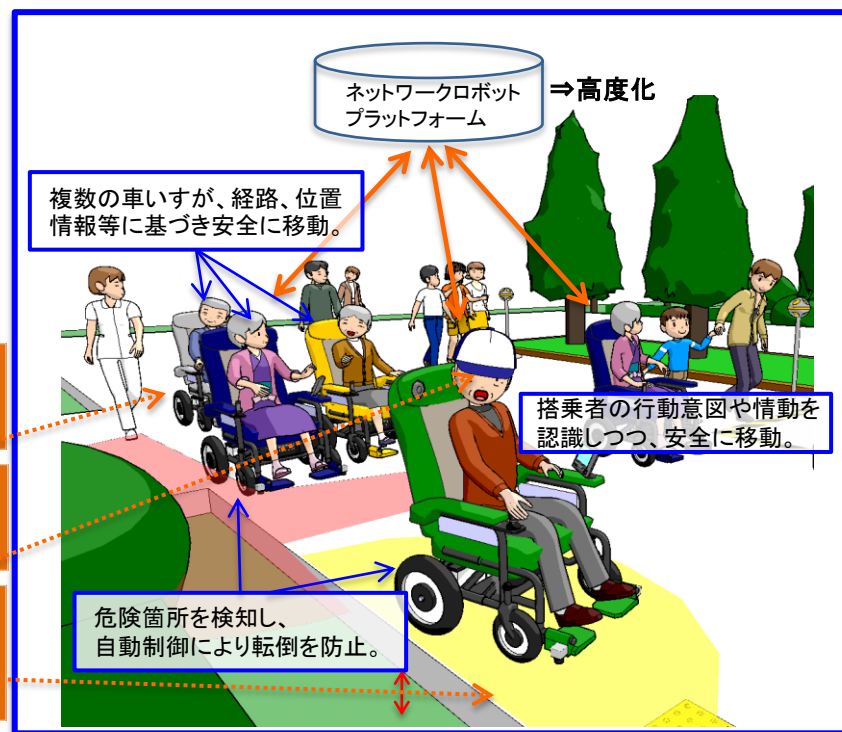 ネットワークロボット
プラットフォーム
⇒高度化
複数の車いすが、経路、位置
情報等に基づき安全に移動。
搭乗者の行動意図や情動を
認識しつつ、安全に移動。
危険箇所を検知し、
自動制御により転倒を防止。